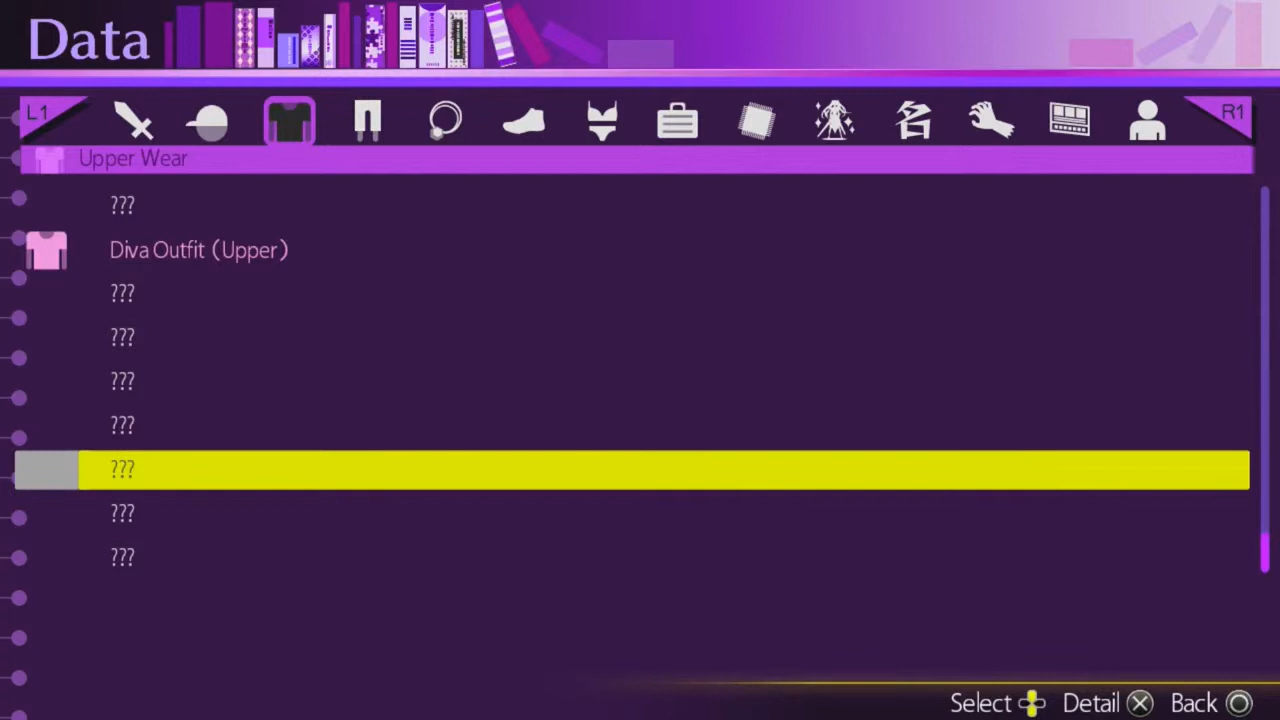 Data
L1
R1
Upper Wear
???
Diva Outfit (Upper)
???
???
???
???
???
???
???
Select Detail Back